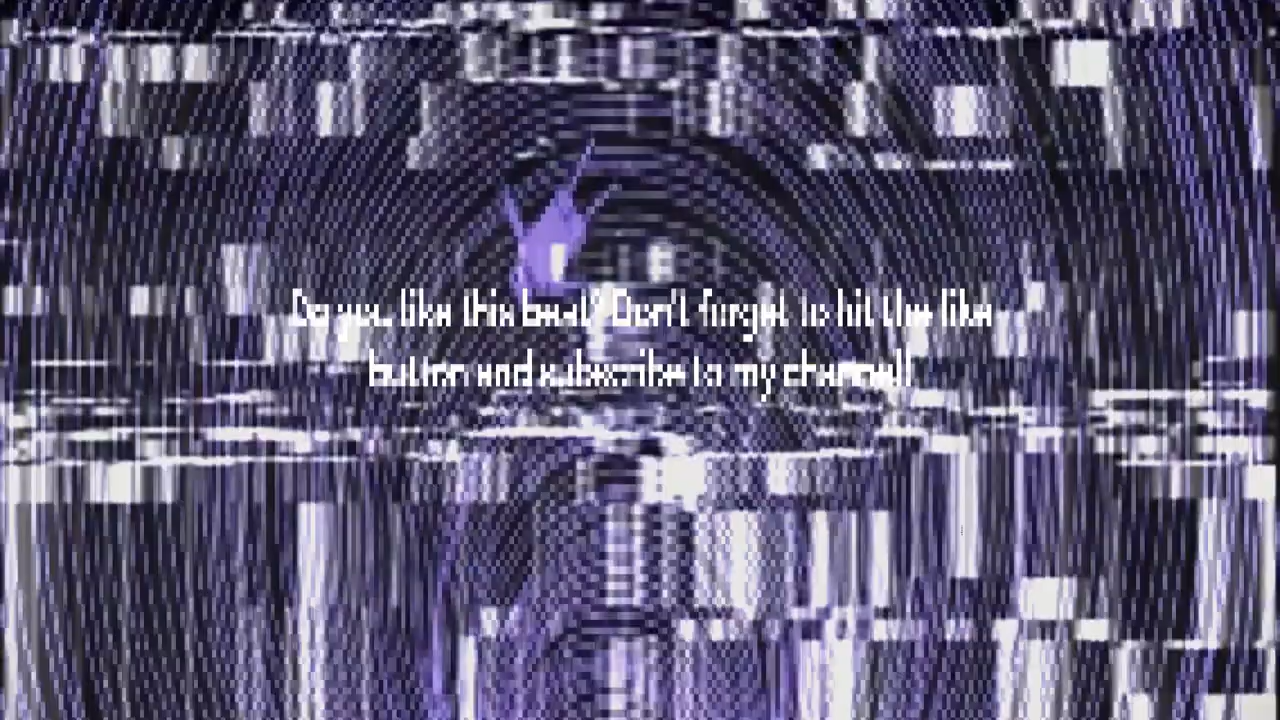 Do you like this beat? Don't forget to hit the like
button and subscribe to my channel!